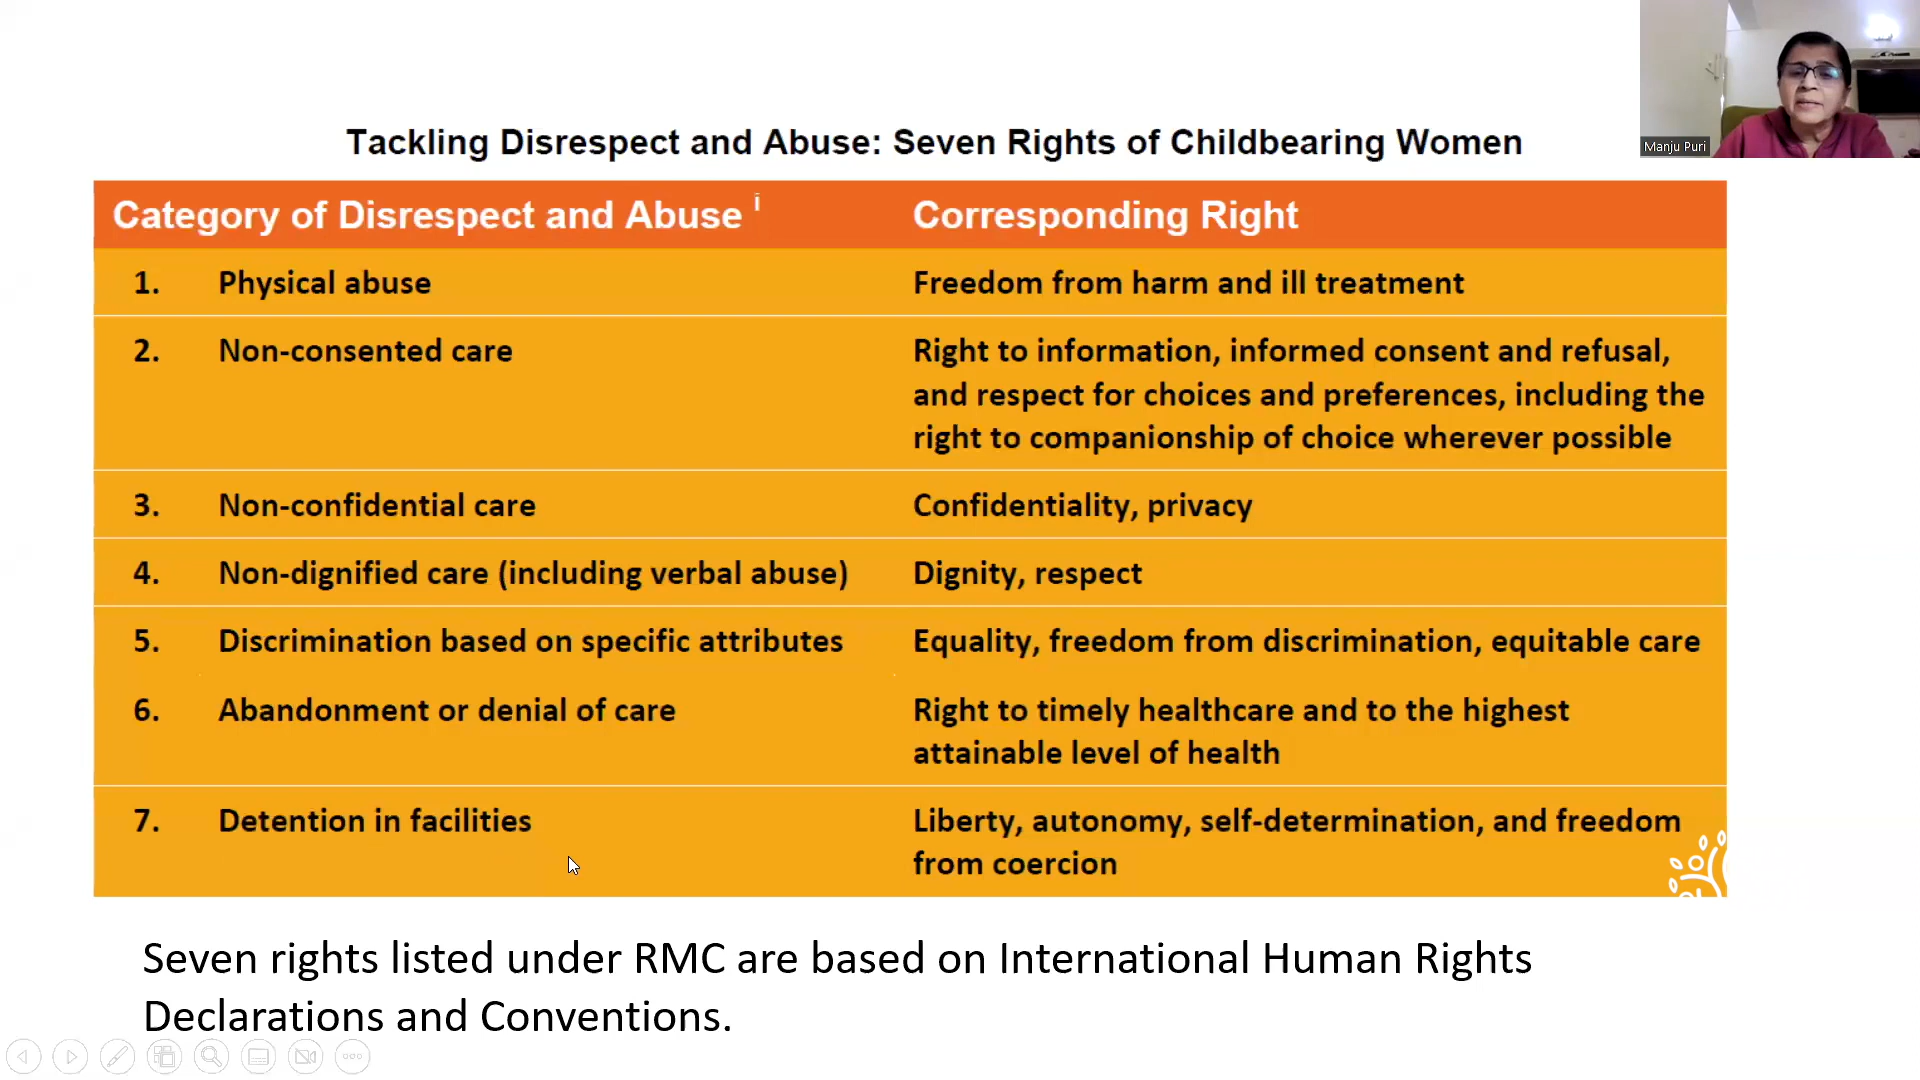 Manju Puri
Tackling Disrespect and Abuse: Seven Rights of Childbearing Women
Category of Disrespect and Abuse i
Corresponding Right
1. Physical abuse
Freedom from harm and ill treatment
2. Non-consented care
Right to information, informed consent and refusal,
and respect for choices and preferences, including the
right to companionship of choice wherever possible
3. Non-confidential care
Confidentiality, privacy
4. Non-dignified care (including verbal abuse)
Dignity, respect
5. Discrimination based on specific attributes
Equality, freedom from discrimination, equitable care
6. Abandonment or denial of care
Right to timely healthcare and to the highest
attainable level of health
7. Detention in facilities
Liberty, autonomy, self-determination, and freedom
from coercion
Seven rights listed under RMC are based on International Human Rights
Declarations and Conventions.